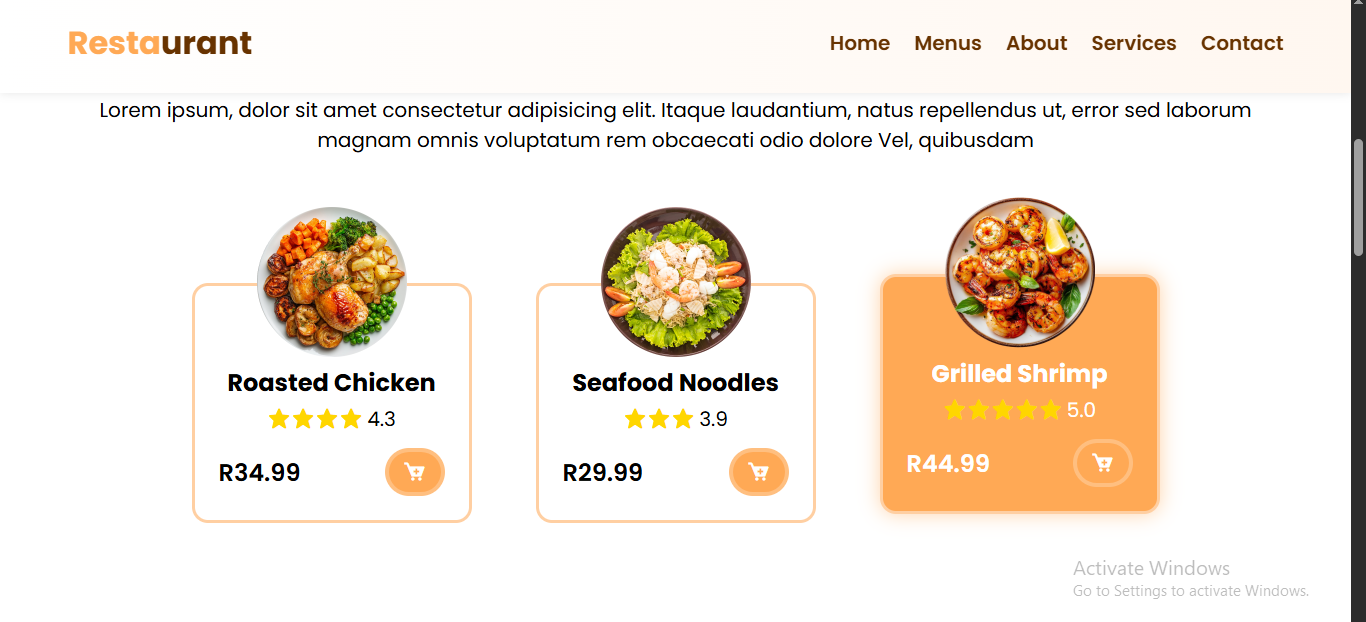 Restaurant
Home Menus About Services Contact
Lorem ipsum, dolor sit amet consectetur adipisicing elit. Itaque laudantium, natus repellendus ut, error sed laborum
magnam omnis voluptatum rem obcaecati odio dolore Vel, quibusdam
Roasted Chicken
4.3
R34.99
Seafood Noodles
3.9
R29.99
Grilled Shrimp
5.0
R44.99
Activate Windows
Go to Settings to activate Windows.